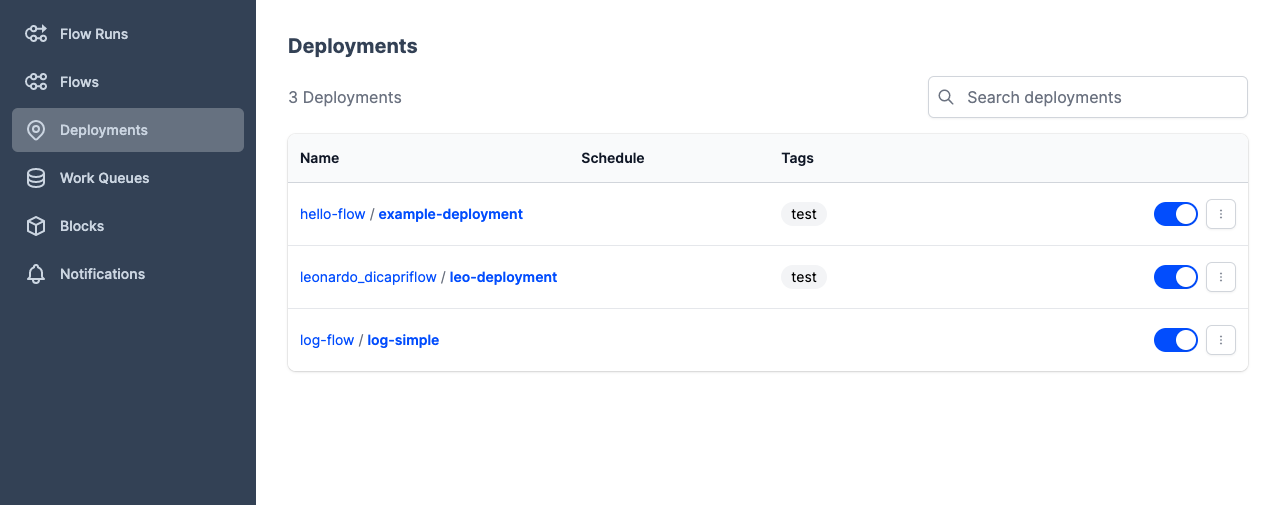 Flow Runs
Flows
Deployments
Work Queues
Blocks
Notifications
Deployments
3 Deployments
Search deployments
Name Schedule Tags
hello-flow / example-deployment test
leonardo_dicapriflow / leo-deployment test
log-flow / log-simple